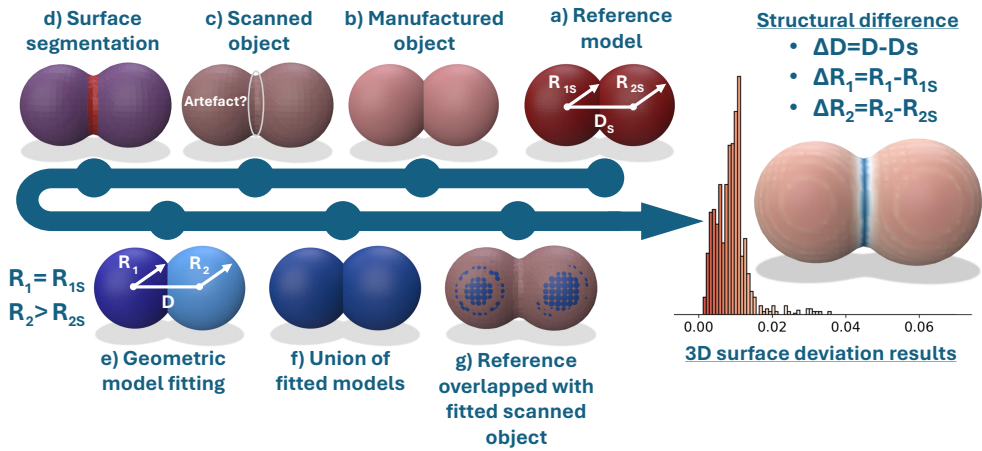 d) Surface
segmentation
c) Scanned
object
b) Manufactured
object
a) Reference
model
Structural difference
• ΔD=D-Ds
• ΔR₁=R₁-R₁S
• ΔR₂=R₂-R₂S
Artefact?
R₁S
R₂S
DS
R₁= R₁S
R₂> R₂S
R₁
R₂
D
e) Geometric
model fitting
f) Union of
fitted models
g) Reference
overlapped with
fitted scanned
object
0.00 0.02 0.04 0.06
3D surface deviation results